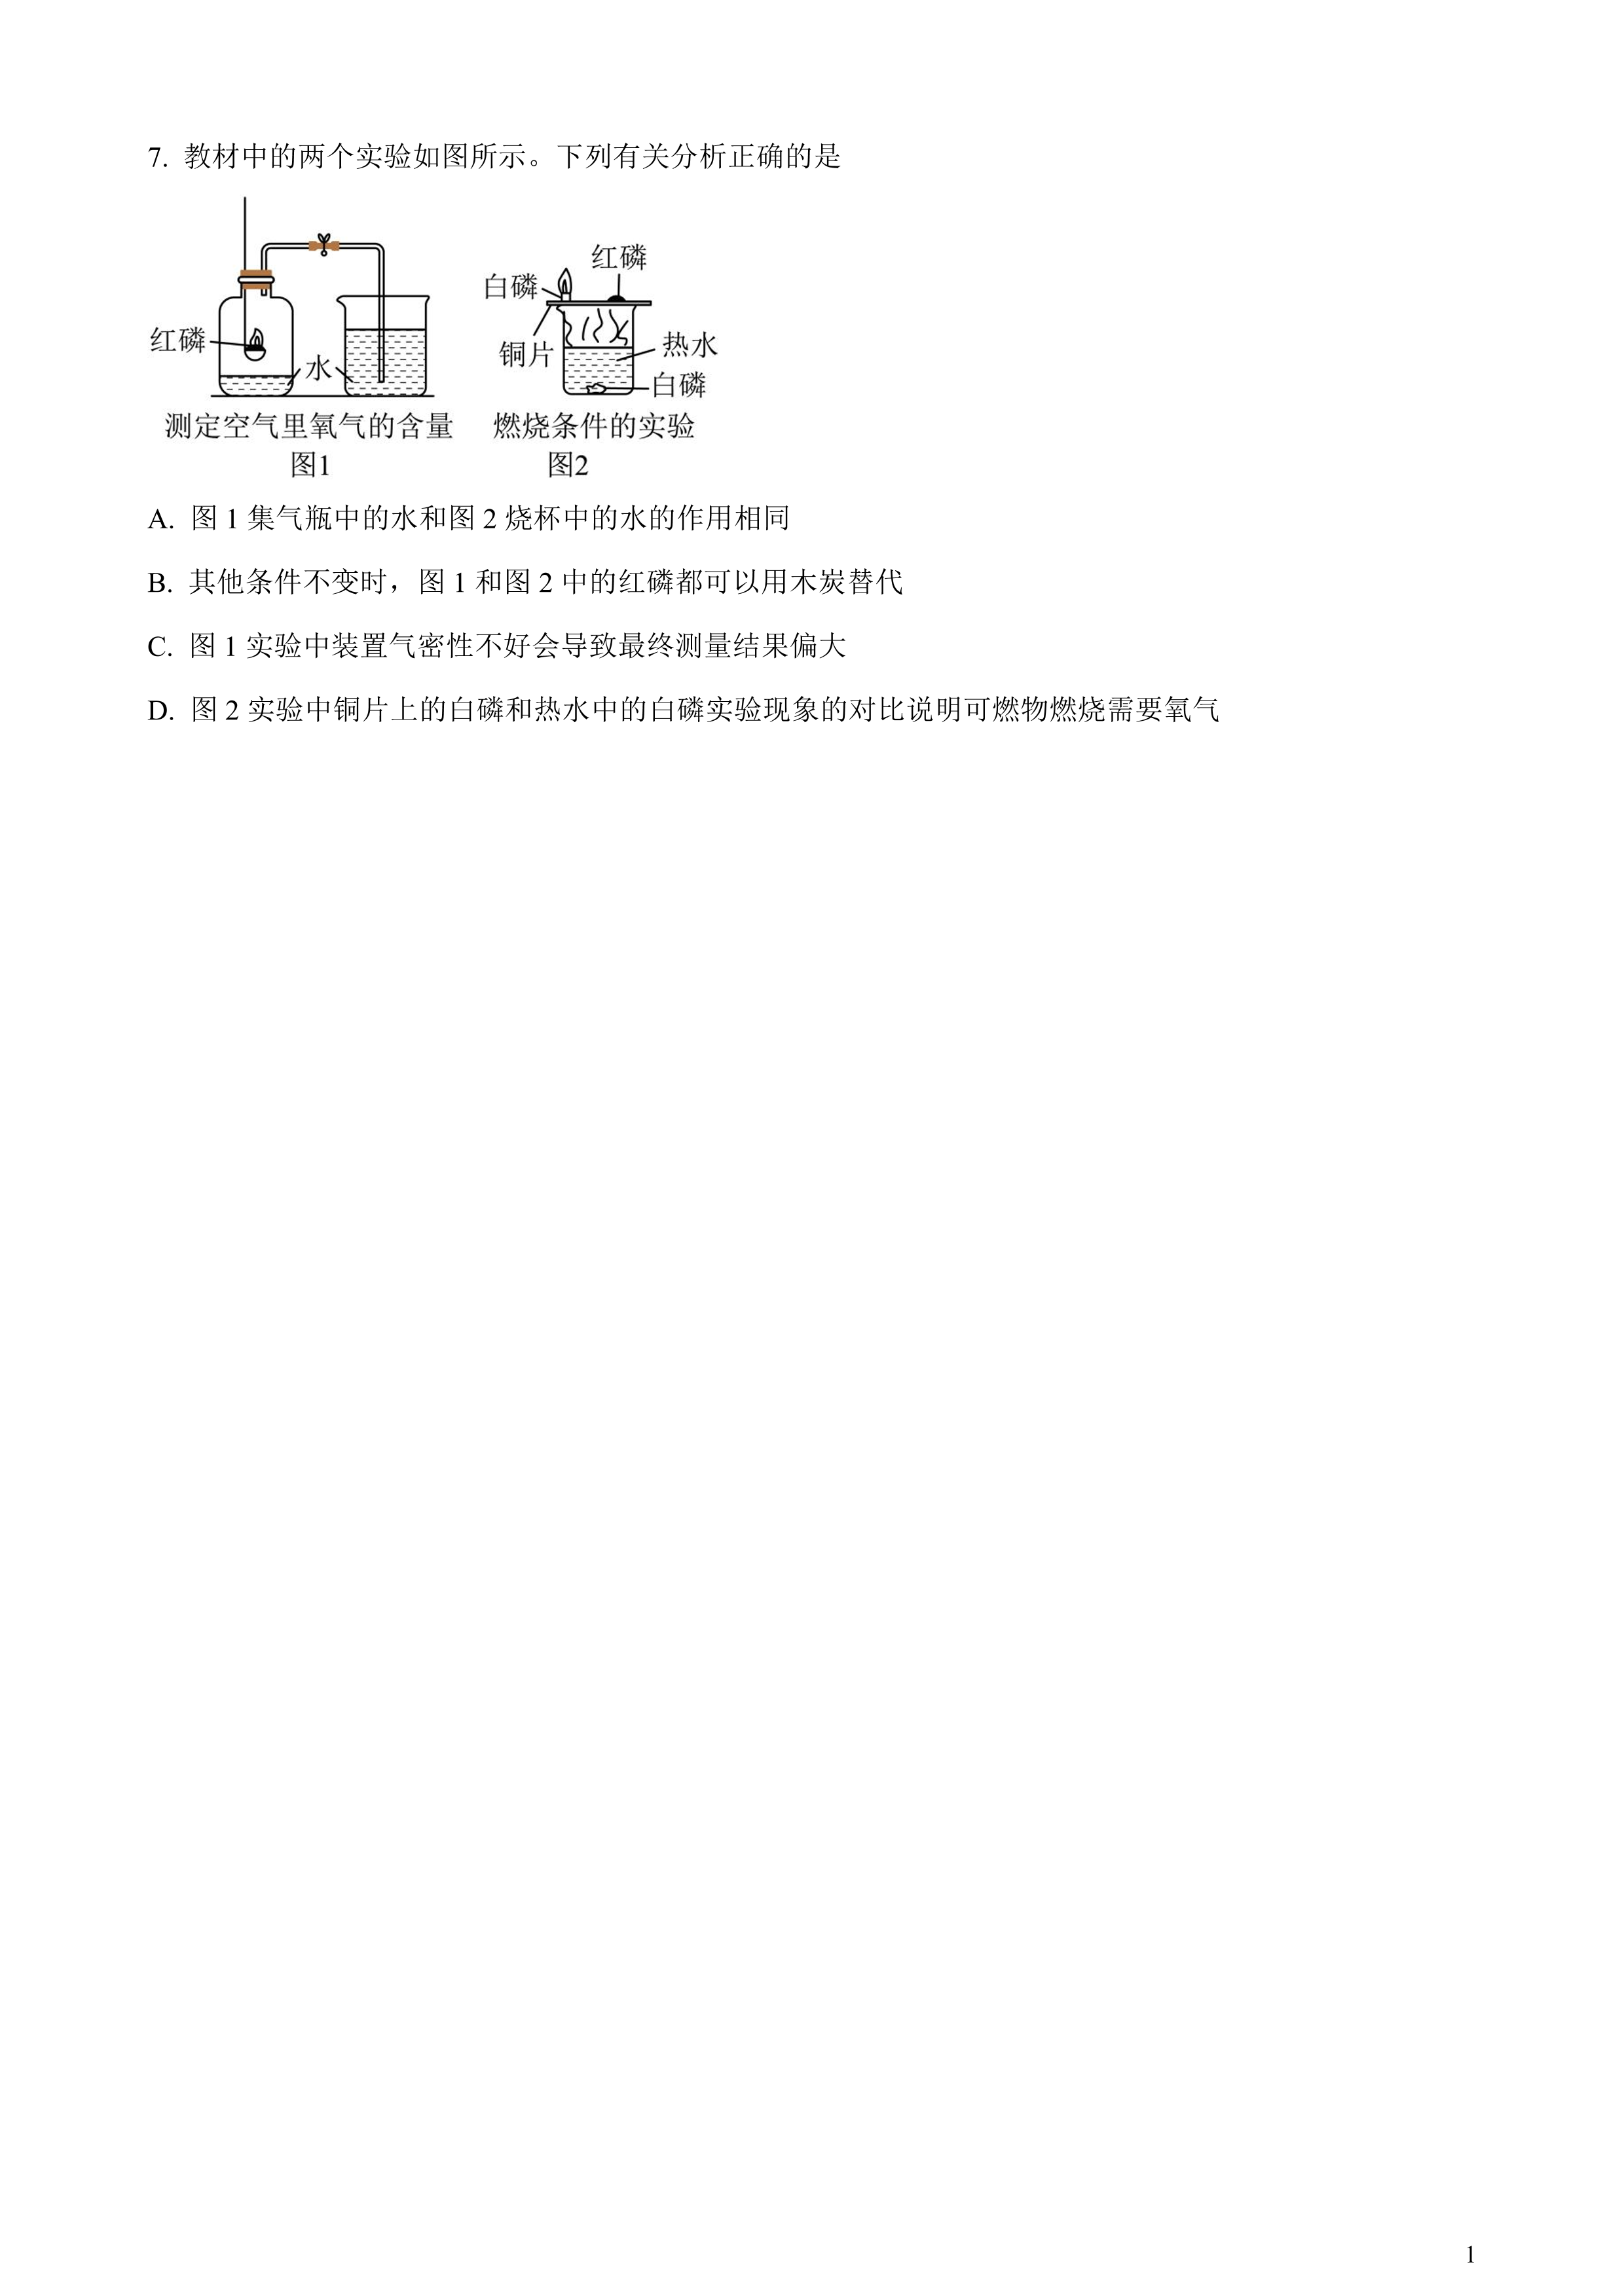 7. 教材中的两个实验如图所示。下列有关分析正确的是
红磷
水
测定空气里氧气的含量
图1
白磷
红磷
铜片
热水
白磷
燃烧条件的实验
图2
A. 图 1 集气瓶中的水和图 2 烧杯中的水的作用相同
B. 其他条件不变时，图 1 和图 2 中的红磷都可以用木炭替代
C. 图 1 实验中装置气密性不好会导致最终测量结果偏大
D. 图 2 实验中铜片上的白磷和热水中的白磷实验现象的对比说明可燃物燃烧需要氧气
1